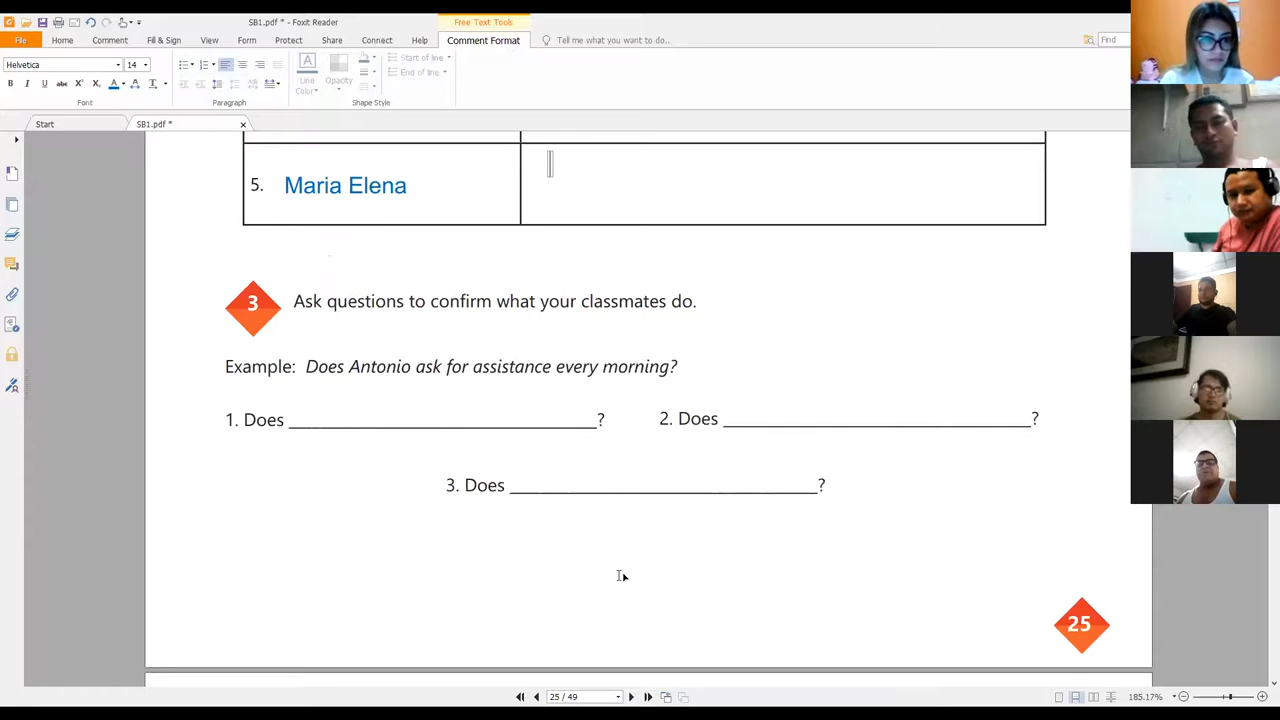 SB1.pdf * - Foxit Reader
Free Text Tools
File
Home
Comment
Fill & Sign
View
Form
Protect
Share
Connect
Help
Comment Format
Tell me what you want to do..
Find
Helvetica
14
Line
Color
Opacity
Start of line
End of line
Font
Paragraph
Shape Style
Start
SB1.pdf *
5. Maria Elena
3 Ask questions to confirm what your classmates do.
Example: Does Antonio ask for assistance every morning?
1. Does ______________________________?
2. Does ______________________________?
3. Does ______________________________?
25
25 / 49
185.17%